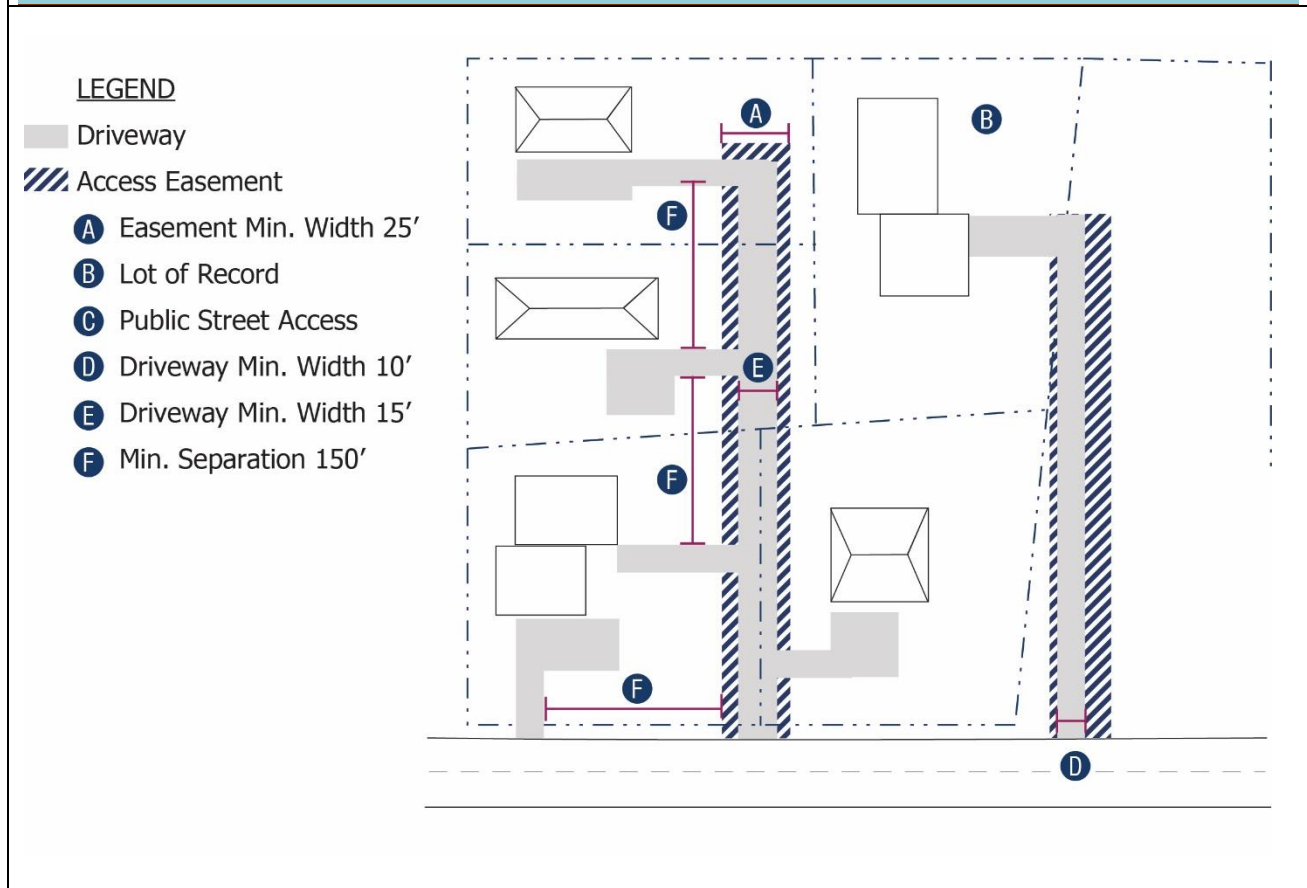 LEGEND
Driveway
Access Easement
A Easement Min. Width 25’
B Lot of Record
C Public Street Access
D Driveway Min. Width 10’
E Driveway Min. Width 15’
F Min. Separation 150’
A
B
F
E
F
F
D